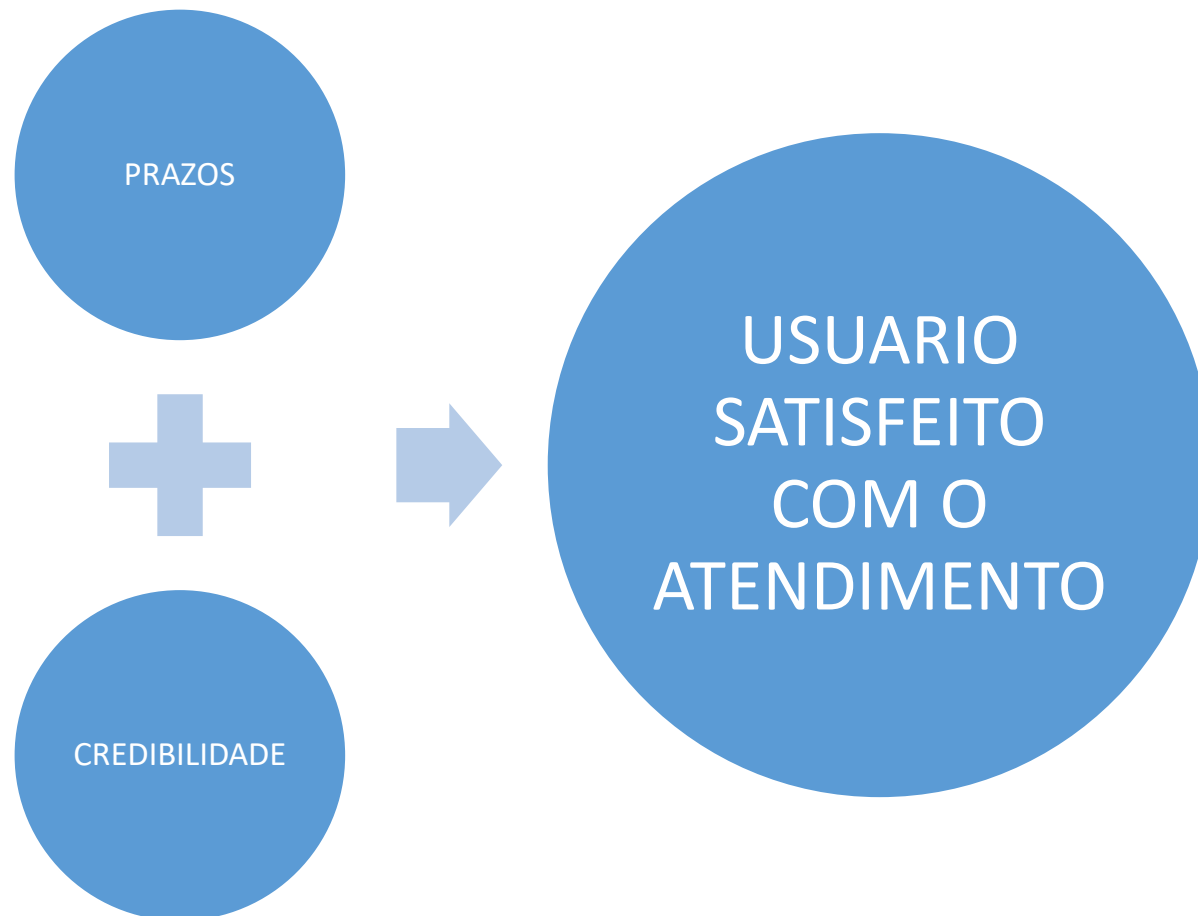 PRAZOS
CREDIBILIDADE
USUARIO
SATISFEITO
COM O
ATENDIMENTO